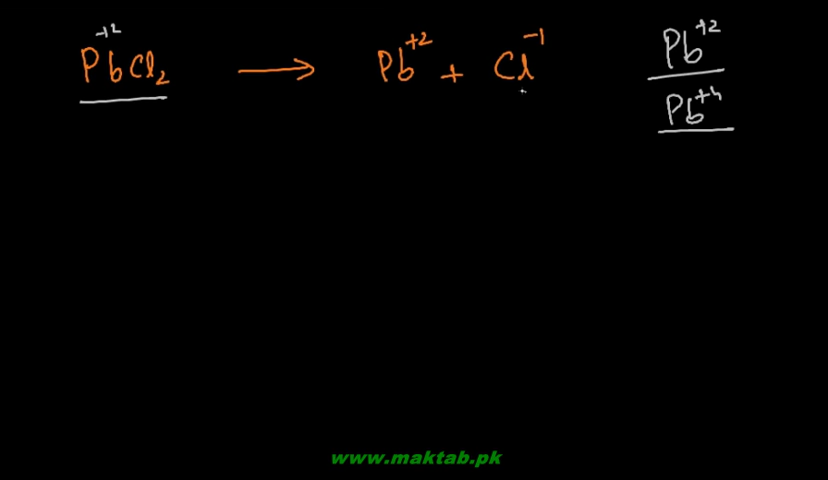 +2
PbCl₂ ⟶ Pb⁺² + Cl⁻¹
Pb⁺²
Pb⁺⁴
www.maktab.pk